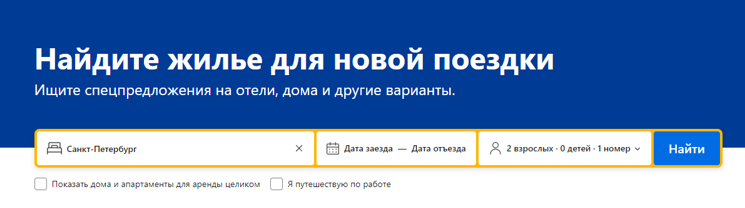 Найдите жилье для новой поездки
Ищите спецпредложения на отели, дома и другие варианты.
Санкт-Петербург Дата заезда — Дата отъезда 2 взрослых · 0 детей · 1 номер Найти
Показать дома и апартаменты для аренды целиком Я путешествую по работе